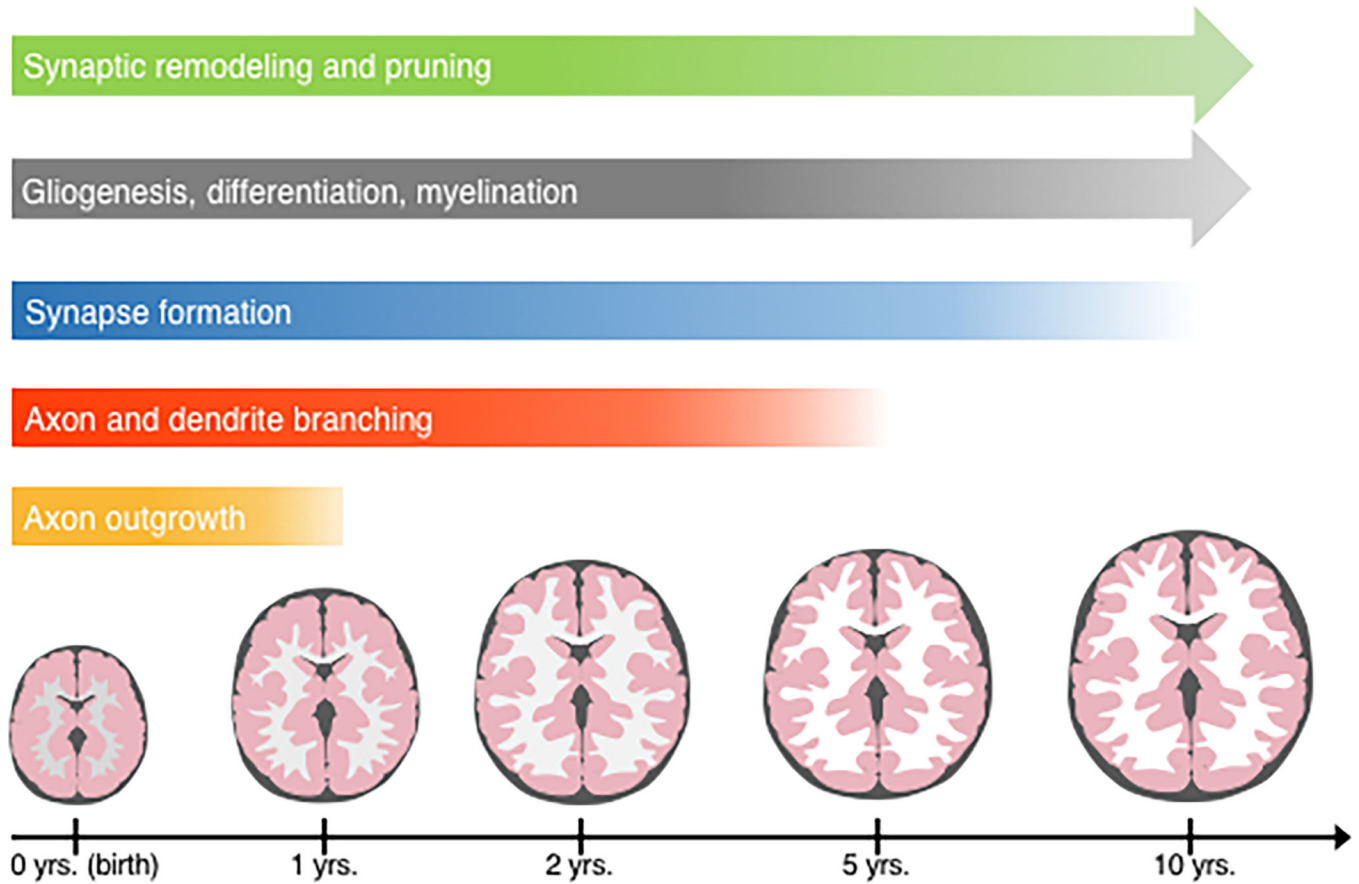 Synaptic remodeling and pruning
Gliogenesis, differentiation, myelination
Synapse formation
Axon and dendrite branching
Axon outgrowth
0 yrs. (birth) 1 yrs. 2 yrs. 5 yrs. 10 yrs.